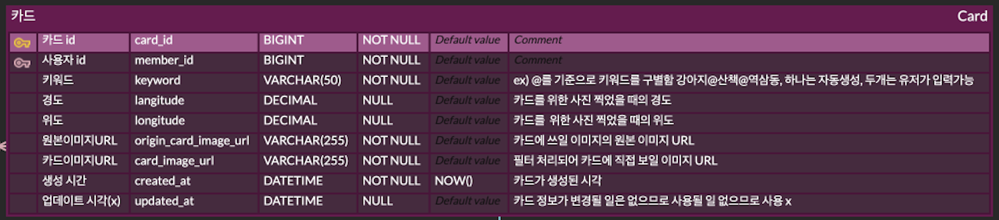 카드 Card
카드 id card_id BIGINT NOT NULL Default value Comment
사용자 id member_id BIGINT NOT NULL Default value Comment
키워드 keyword VARCHAR(50) NOT NULL Default value ex) @를 기준으로 키워드를 구별함 강아지@산책@역삼동, 하나는 자동생성, 두개는 유저가 입력가능
경도 langitude DECIMAL NULL Default value 카드를 위한 사진 찍었을 때의 경도
위도 longitude DECIMAL NULL Default value 카드를 위한 사진 찍었을 때의 위도
원본이미지URL origin_card_image_url VARCHAR(255) NOT NULL Default value 카드에 쓰일 이미지의 원본 이미지 URL
카드이미지URL card_image_url VARCHAR(255) NOT NULL Default value 필터 처리되어 카드에 직접 보일 이미지 URL
생성 시간 created_at DATETIME NOT NULL NOW() 카드가 생성된 시각
업데이트 시각(x) updated_at DATETIME NULL Default value 카드 정보가 변경될 일은 없으므로 사용될 일 없으므로 사용 x